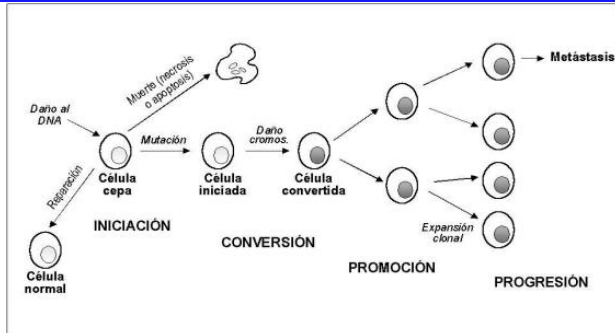 Metástasis
Muerte (necrosis
o apoptosis)
Daño al
DNA
Mutación
Daño
cromos.
Célula
cepa
Célula
iniciada
Célula
convertida
Reparación
INICIACIÓN
CONVERSIÓN
Expansión
clonal
PROMOCIÓN
PROGRESIÓN
Célula
normal